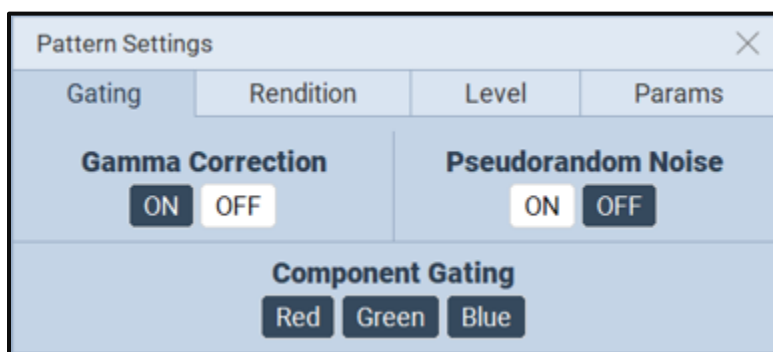 Pattern Settings
Gating Rendition Level Params
Gamma Correction Pseudorandom Noise
ON OFF ON OFF
Component Gating
Red Green Blue